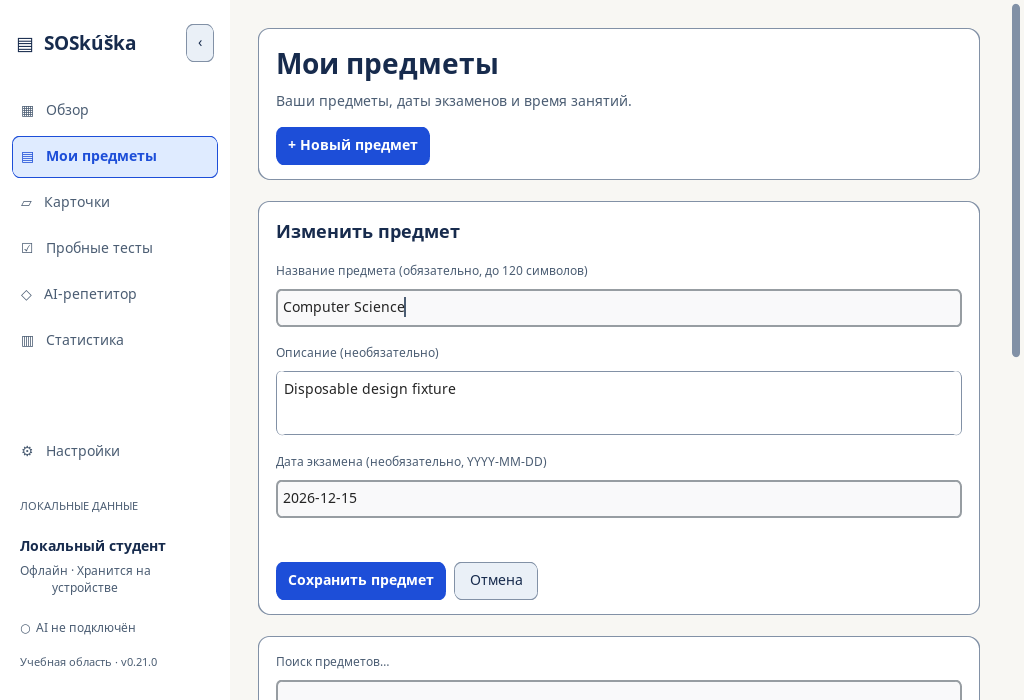 SOSkúška
‹
Обзор
Мои предметы
Карточки
Пробные тесты
AI-репетитор
Статистика
Настройки
ЛОКАЛЬНЫЕ ДАННЫЕ
Локальный студент
Офлайн · Хранится на
устройстве
AI не подключён
Учебная область · v0.21.0
Мои предметы
Ваши предметы, даты экзаменов и время занятий.
+ Новый предмет
Изменить предмет
Название предмета (обязательно, до 120 символов)
Computer Science
Описание (необязательно)
Disposable design fixture
Дата экзамена (необязательно, YYYY-MM-DD)
2026-12-15
Сохранить предмет
Отмена
Поиск предметов…